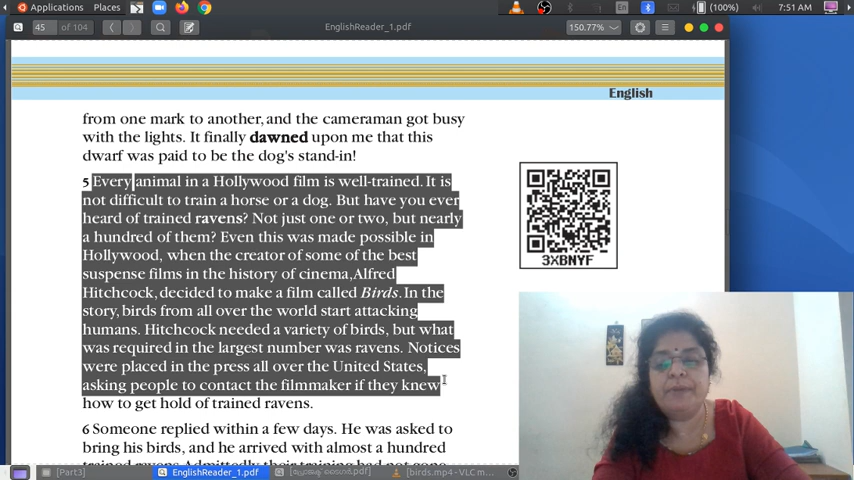 Applications Places En (100%) 7:51 AM
45 of 104 EnglishReader_1.pdf 150.77%
English
from one mark to another, and the cameraman got busy
with the lights. It finally dawned upon me that this
dwarf was paid to be the dog's stand-in!
5 Every animal in a Hollywood film is well-trained. It is
not difficult to train a horse or a dog. But have you ever
heard of trained ravens? Not just one or two, but nearly
a hundred of them? Even this was made possible in
Hollywood, when the creator of some of the best
suspense films in the history of cinema,Alfred
Hitchcock, decided to make a film called Birds. In the
story, birds from all over the world start attacking
humans. Hitchcock needed a variety of birds, but what
was required in the largest number was ravens. Notices
were placed in the press all over the United States,
asking people to contact the filmmaker if they knew
how to get hold of trained ravens.
3XBNYF
6 Someone replied within a few days. He was asked to
bring his birds, and he arrived with almost a hundred
trained ravens. Admittedly, their training had not gone
[Part3] EnglishReader_1.pdf [birds.mp4 - VLC m...